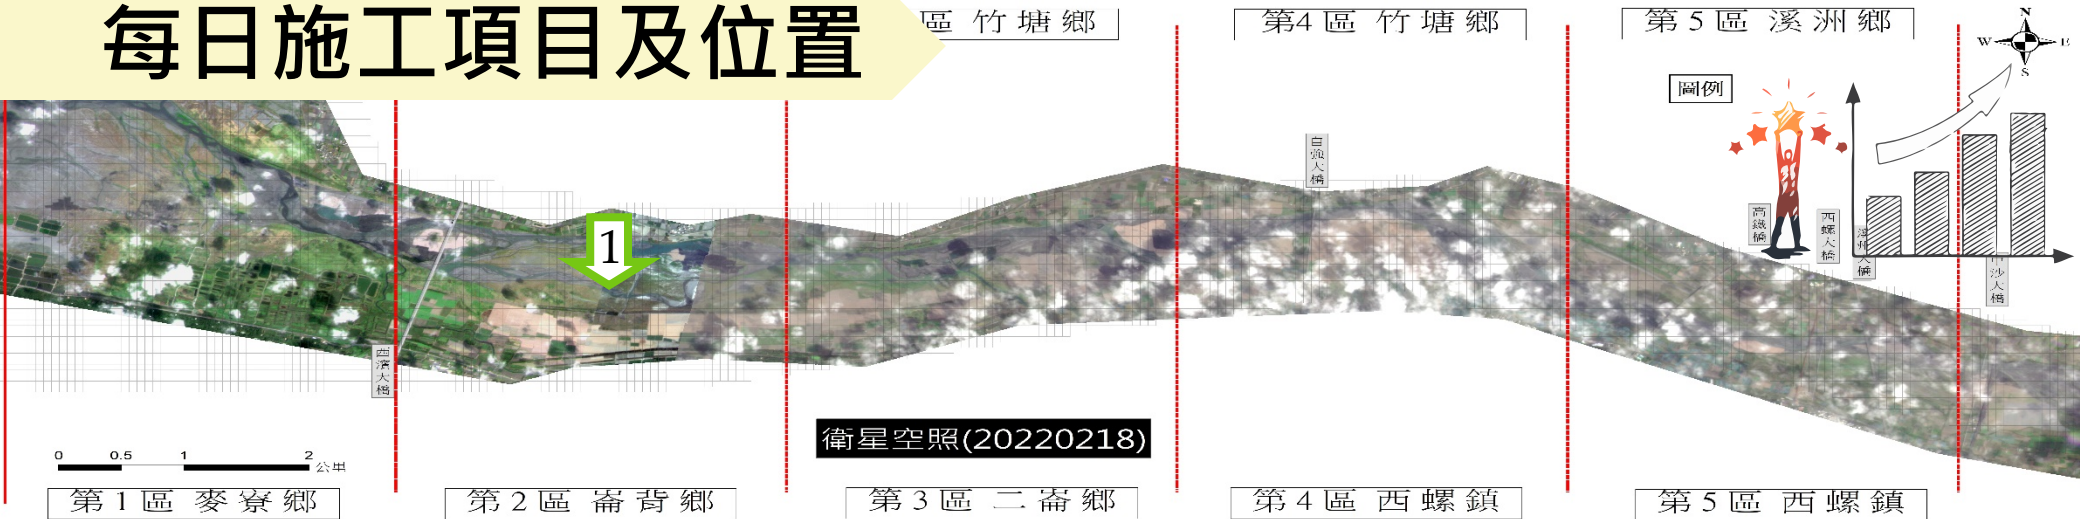 每日施工項目及位置
區 竹塘鄉
第4區 竹塘鄉
第5區 溪洲鄉
N
W
E
S
圖例
自強大橋
1
高鐵橋
西螺大橋
溪州大橋
中沙大橋
西濱大橋
衛星空照(20220218)
0 0.5 1 2 公里
第1區 麥寮鄉
第2區 崙背鄉
第3區 二崙鄉
第4區 西螺鎮
第5區 西螺鎮